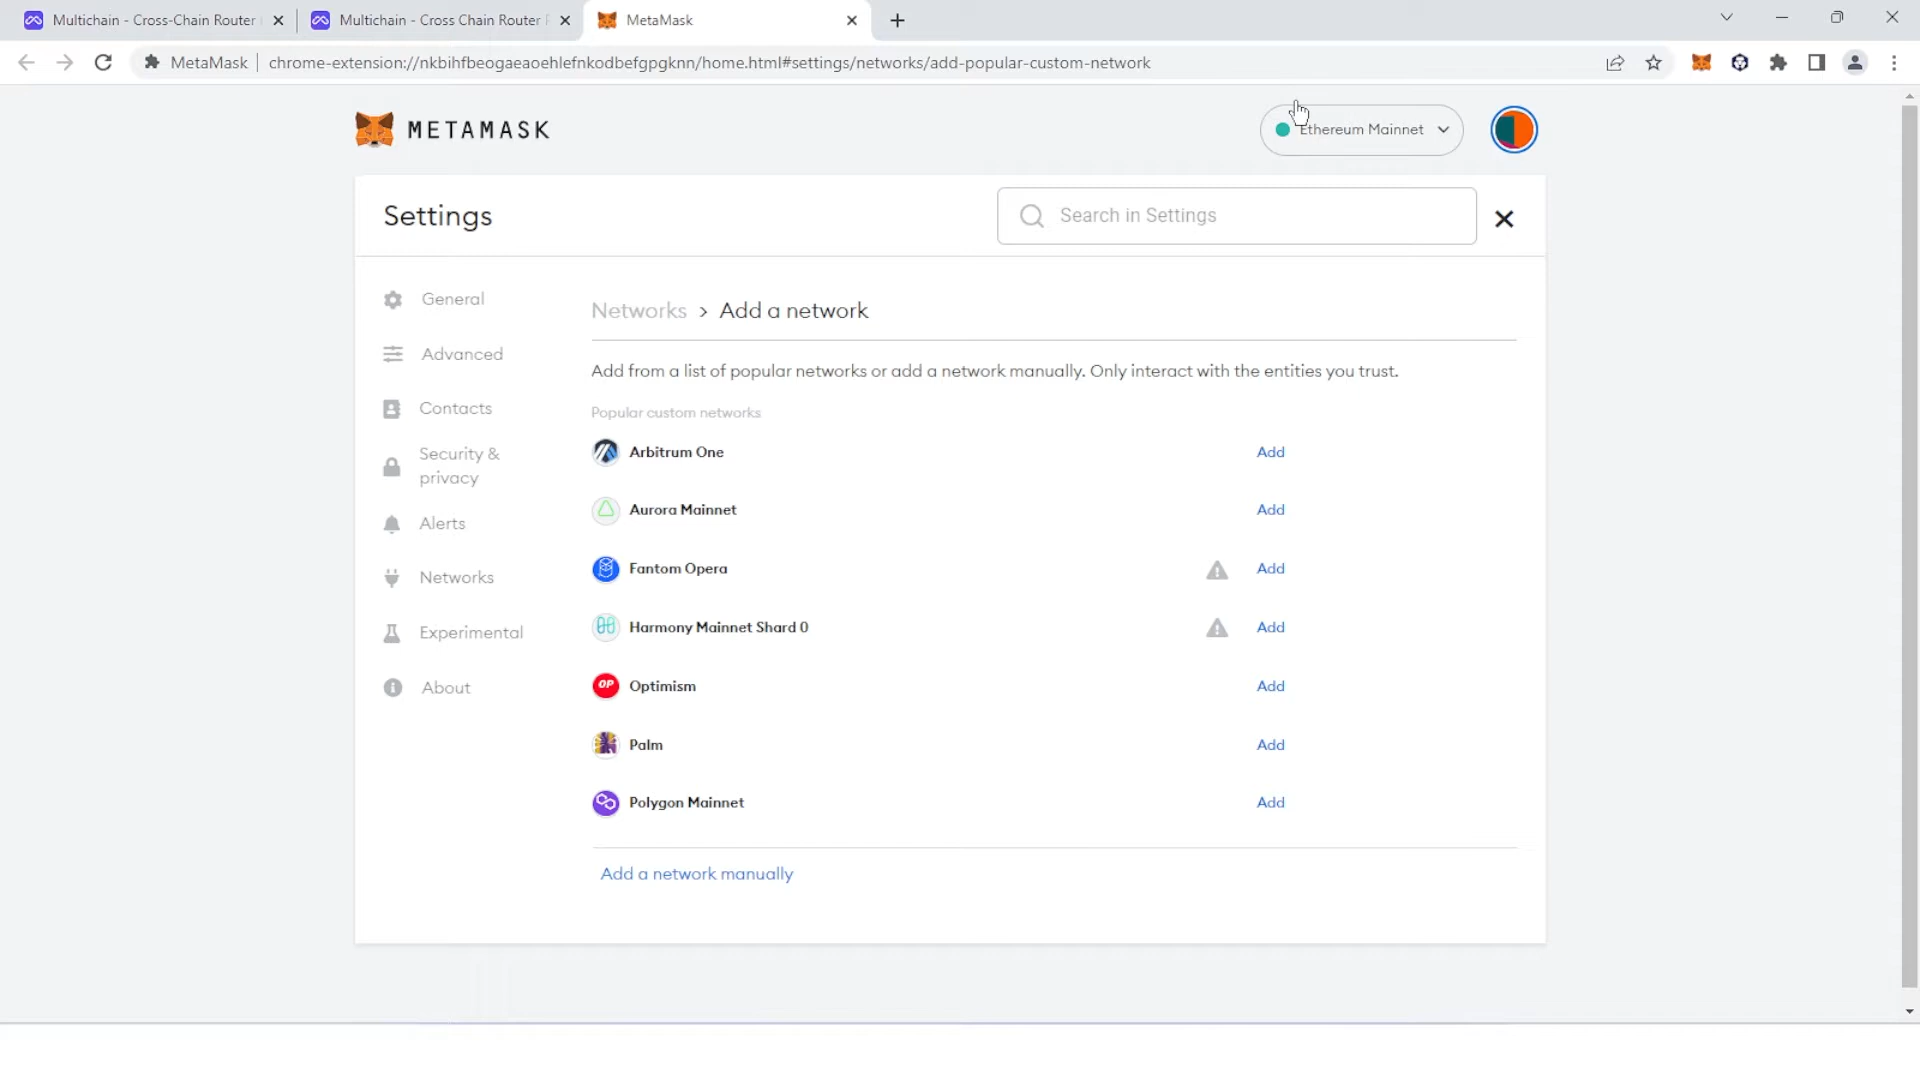 Multichain - Cross-Chain Router
Multichain - Cross Chain Router
MetaMask
MetaMask
chrome-extension://nkbihfbeogaeaoehlefnkodbefgpgknn/home.html#settings/networks/add-popular-custom-network
METAMASK
Ethereum Mainnet
Settings
Search in Settings
General
Advanced
Contacts
Security &
privacy
Alerts
Networks
Experimental
About
Networks > Add a network
Add from a list of popular networks or add a network manually. Only interact with the entities you trust.
Popular custom networks
Arbitrum One
Add
Aurora Mainnet
Add
Fantom Opera
Add
Harmony Mainnet Shard 0
Add
OP
Optimism
Add
Palm
Add
Polygon Mainnet
Add
Add a network manually